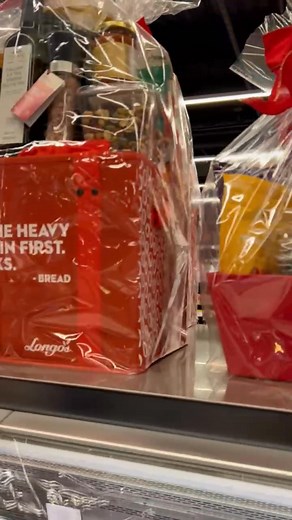 HE HEAVY
IN FIRST.
KS.
-BREAD
Longo's